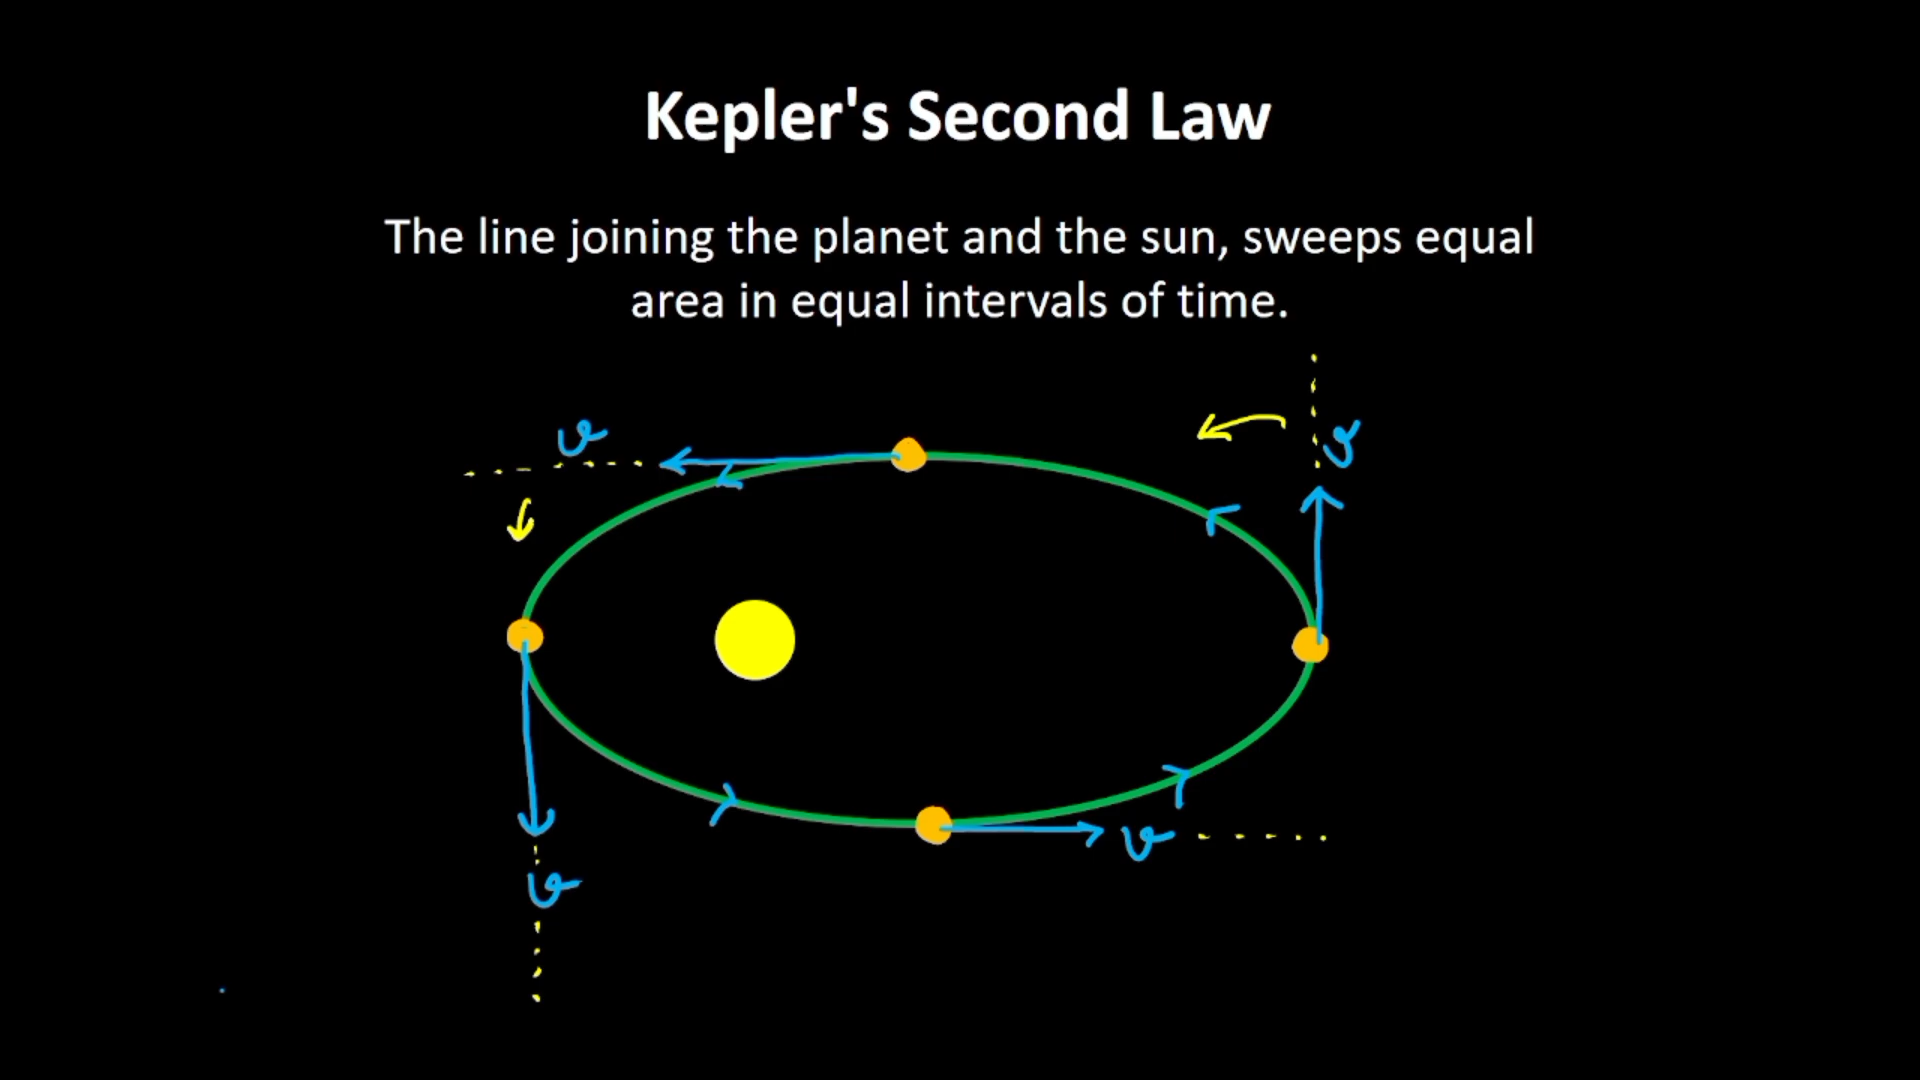 Kepler's Second Law
The line joining the planet and the sun, sweeps equal
area in equal intervals of time.
v
v
v
v